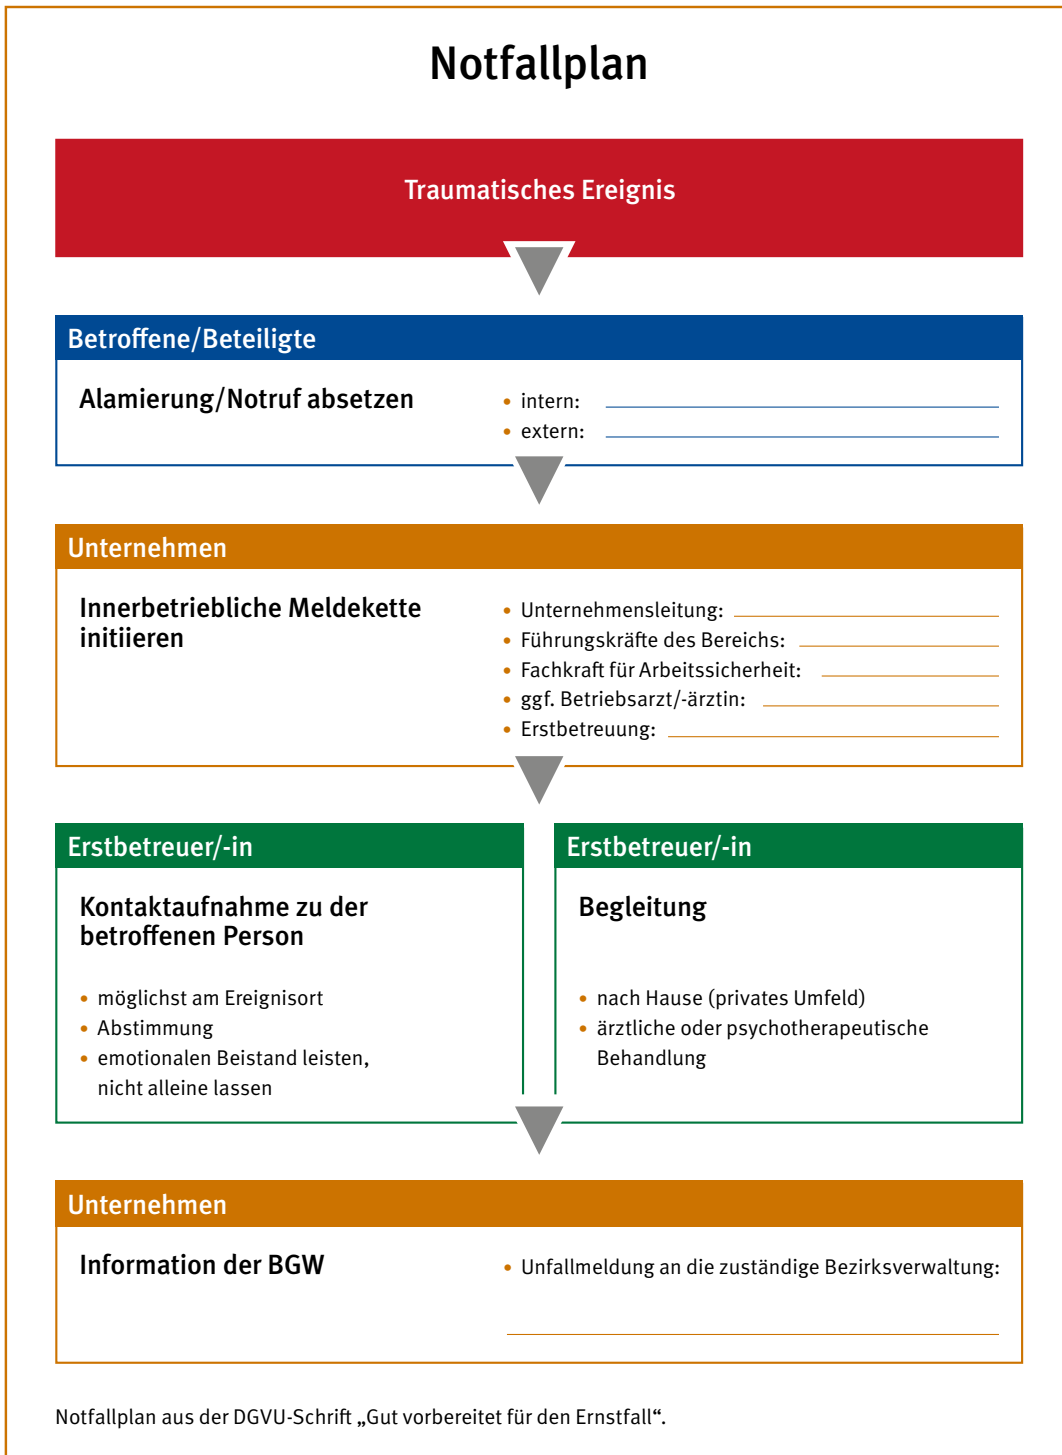 Notfallplan
Traumatisches Ereignis
Betroffene/Beteiligte
Alamierung/Notruf absetzen
• intern:
• extern:
Unternehmen
Innerbetriebliche Meldekette
initiieren
• Unternehmensleitung:
• Führungskräfte des Bereichs:
• Fachkraft für Arbeitssicherheit:
• ggf. Betriebsarzt/-ärztin:
• Erstbetreuung:
Erstbetreuer/-in
Kontaktaufnahme zu der
betroffenen Person
• möglichst am Ereignisort
• Abstimmung
• emotionalen Beistand leisten,
nicht alleine lassen
Erstbetreuer/-in
Begleitung
• nach Hause (privates Umfeld)
• ärztliche oder psychotherapeutische
Behandlung
Unternehmen
Information der BGW
• Unfallmeldung an die zuständige Bezirksverwaltung:
Notfallplan aus der DGVU-Schrift „Gut vorbereitet für den Ernstfall“.